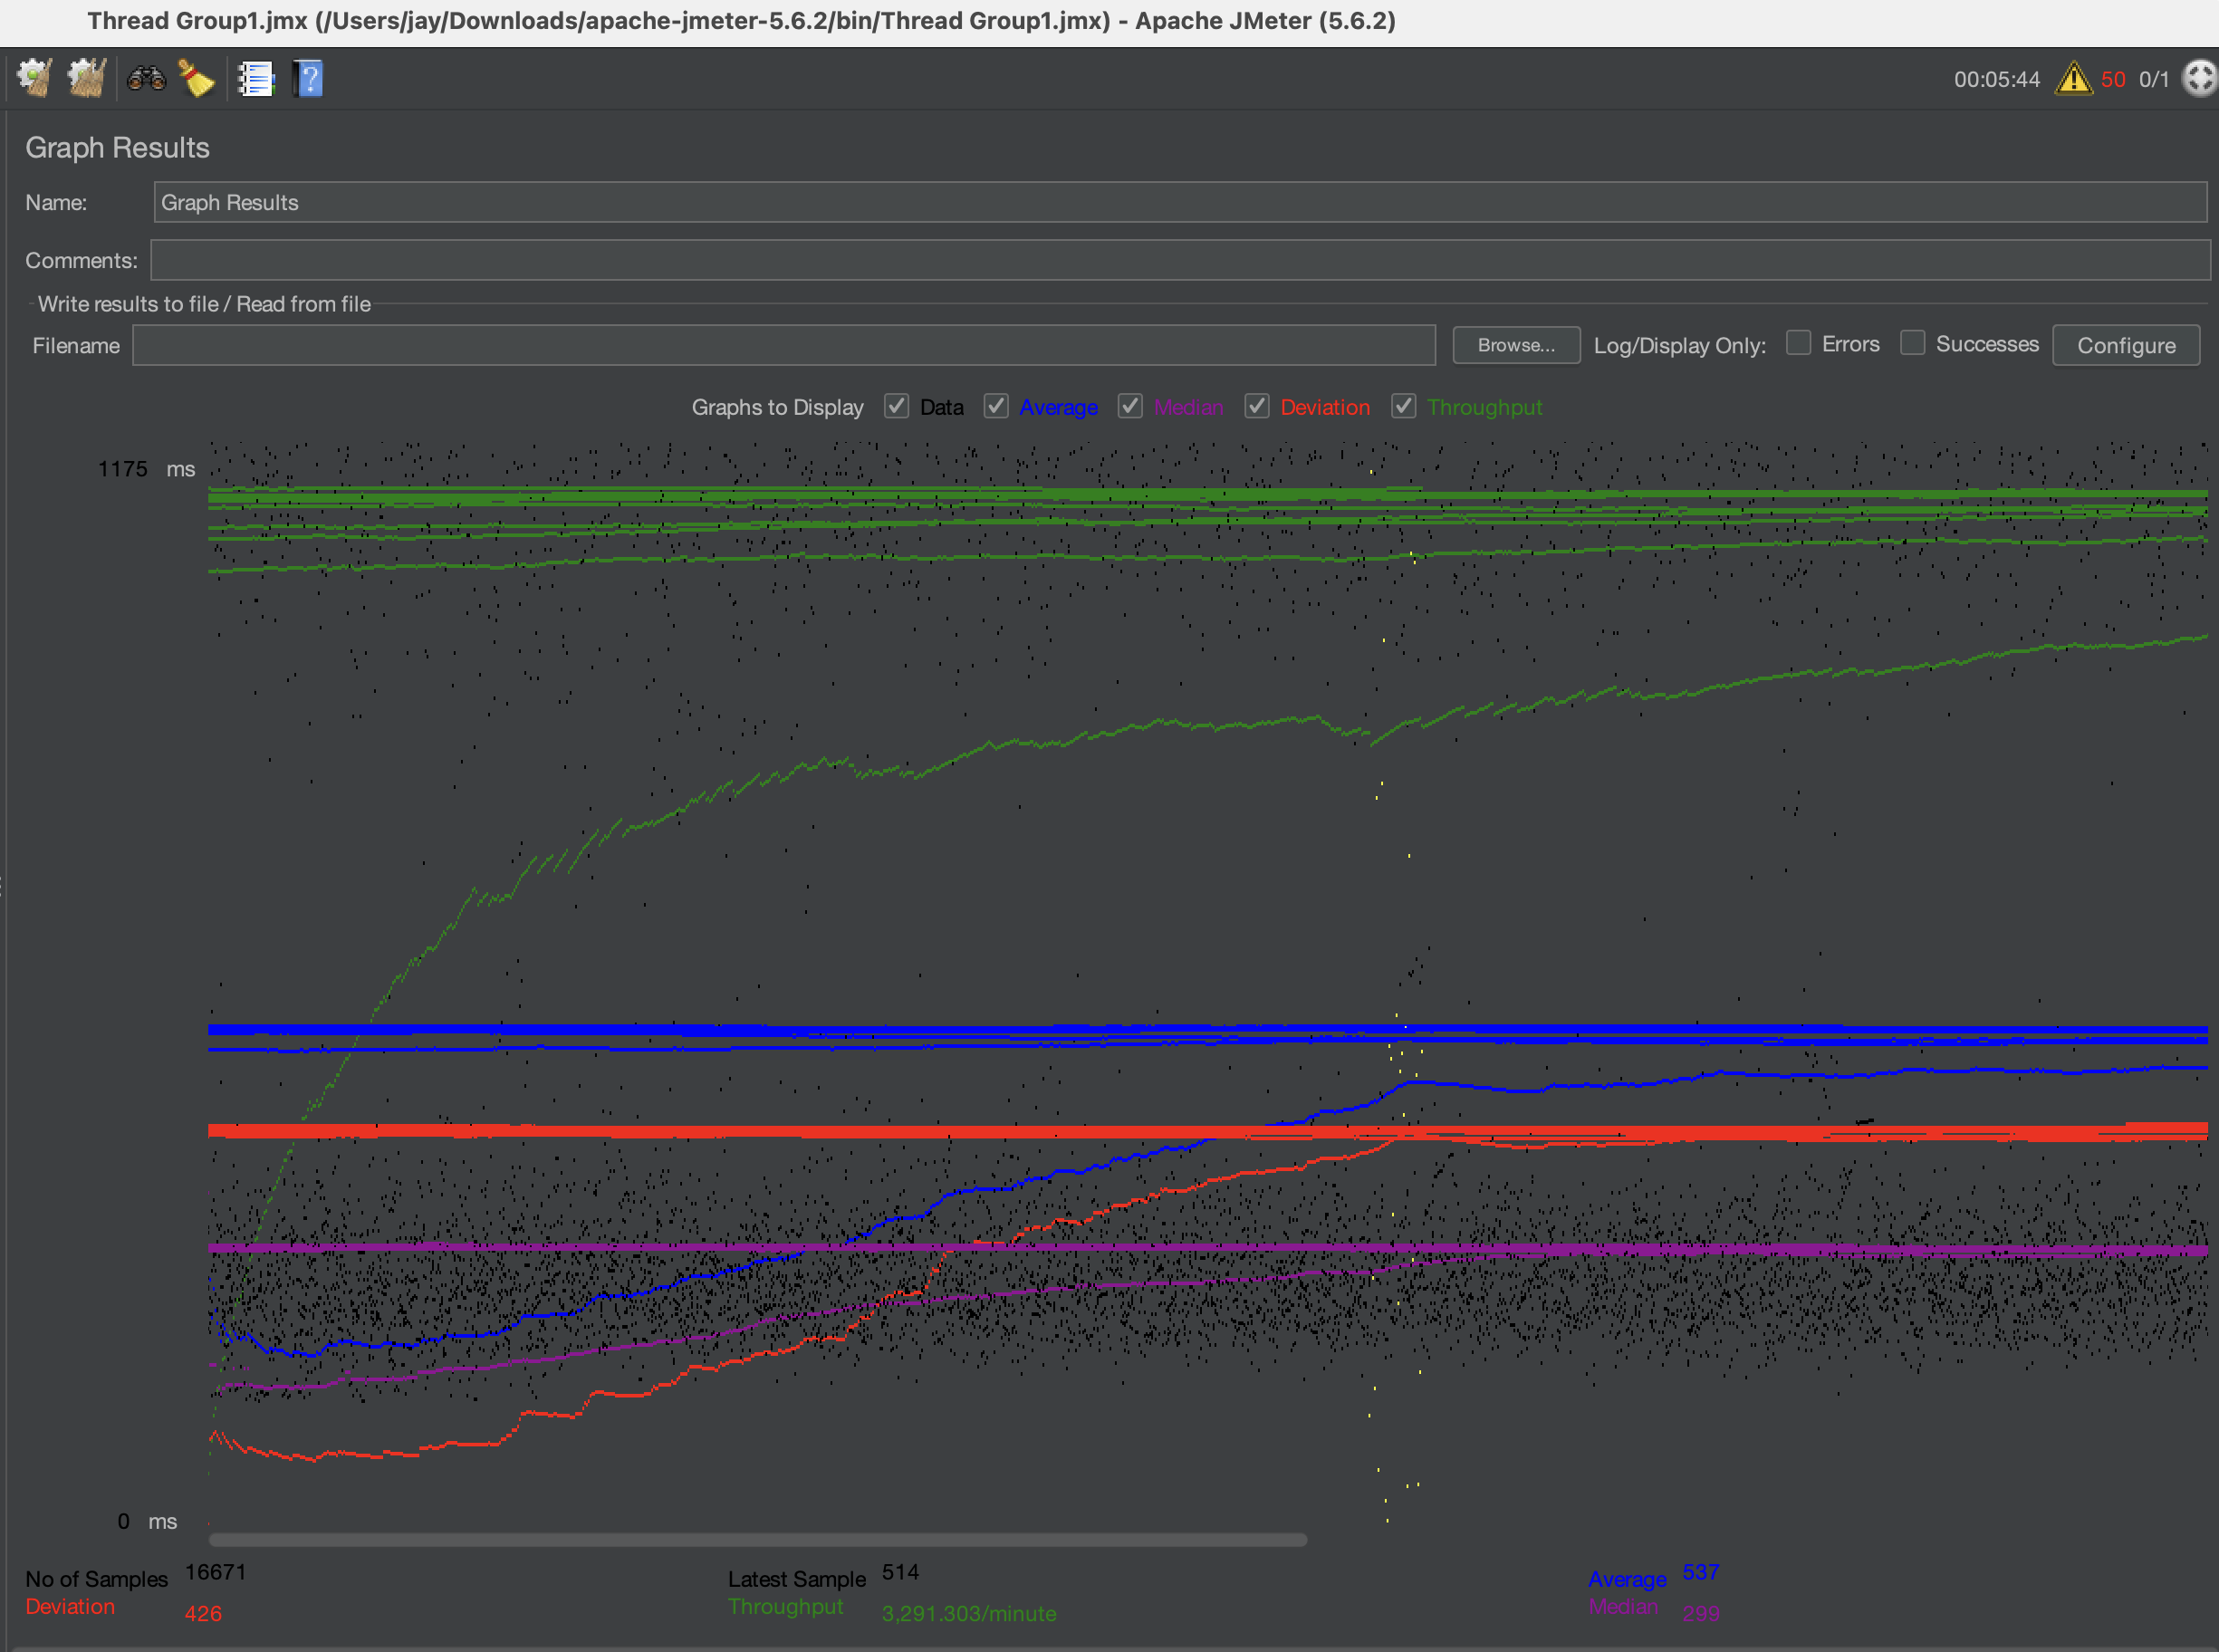 Thread Group1.jmx (/Users/jay/Downloads/apache-jmeter-5.6.2/bin/Thread Group1.jmx) - Apache JMeter (5.6.2)
00:05:44 50 0/1
Graph Results
Name: Graph Results
Comments:
Write results to file / Read from file
Filename Browse... Log/Display Only: Errors Successes Configure
Graphs to Display Data Average Median Deviation Throughput
1175 ms
0 ms
No of Samples 16671 Latest Sample 514 Average 537
Deviation 426 Throughput 3,291.303/minute Median 299